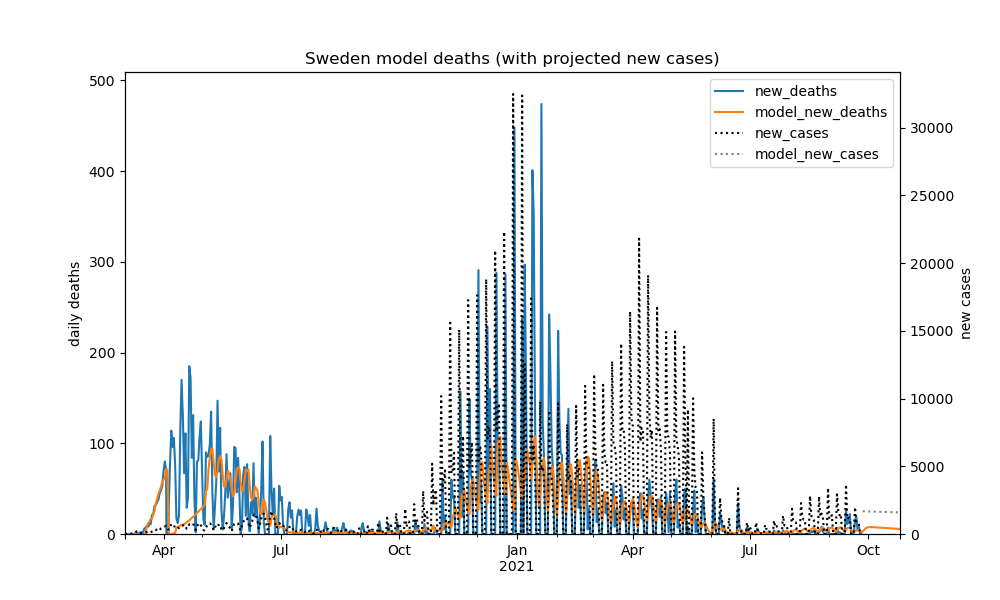 Sweden model deaths (with projected new cases)
new_deaths
model_new_deaths
new_cases
model_new_cases
500
400
300
200
100
0
daily deaths
30000
25000
20000
15000
10000
5000
0
new cases
Apr
Jul
Oct
Jan
2021
Apr
Jul
Oct